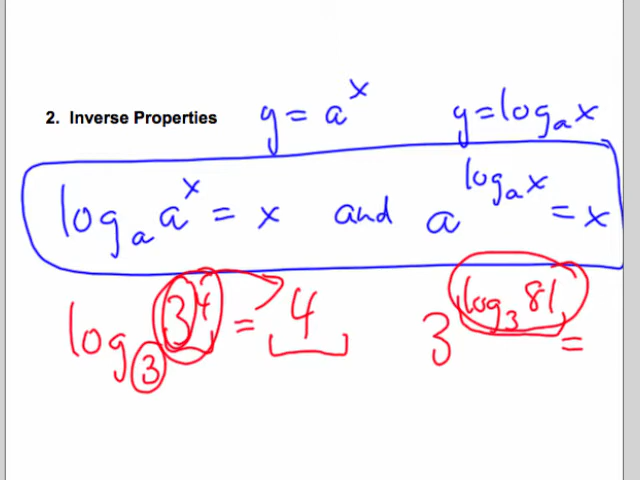 2. Inverse Properties y = a^x y = log_a x
log_a a^x = x and a^(log_a x) = x
log_3 3^4 = 4 3^(log_3 81) =